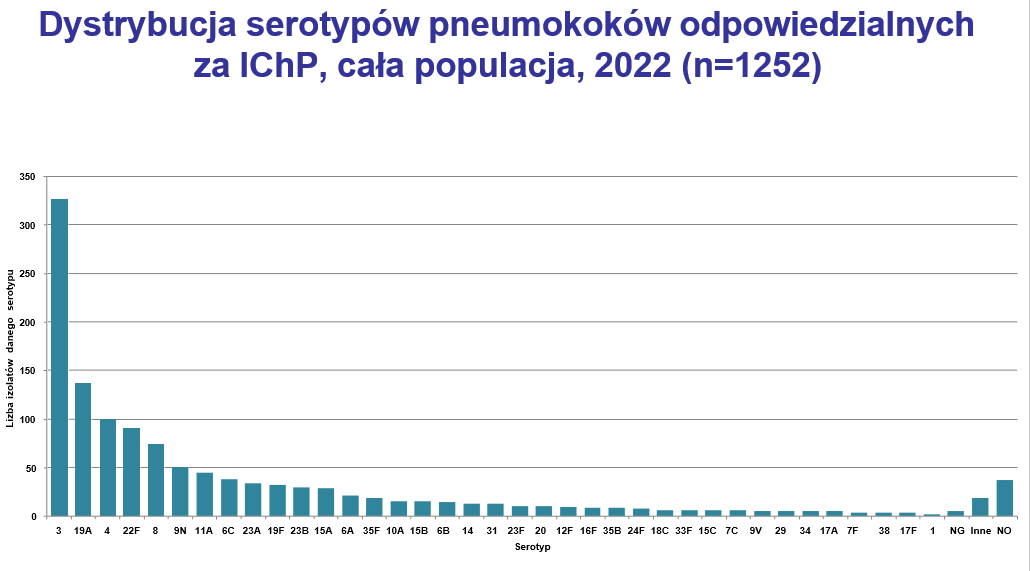 Dystrybucja serotypów pneumokoków odpowiedzialnych
za IChP, cała populacja, 2022 (n=1252)
350
300
250
200
150
100
50
0
Lizba izolatów danego serotypu
3 19A 4 22F 8 9N 11A 6C 23A 19F 23B 15A 6A 35F 10A 15B 6B 14 31 23F 20 12F 16F 35B 24F 18C 33F 15C 7C 9V 29 34 17A 7F 38 17F 1 NG Inne NO
Serotyp